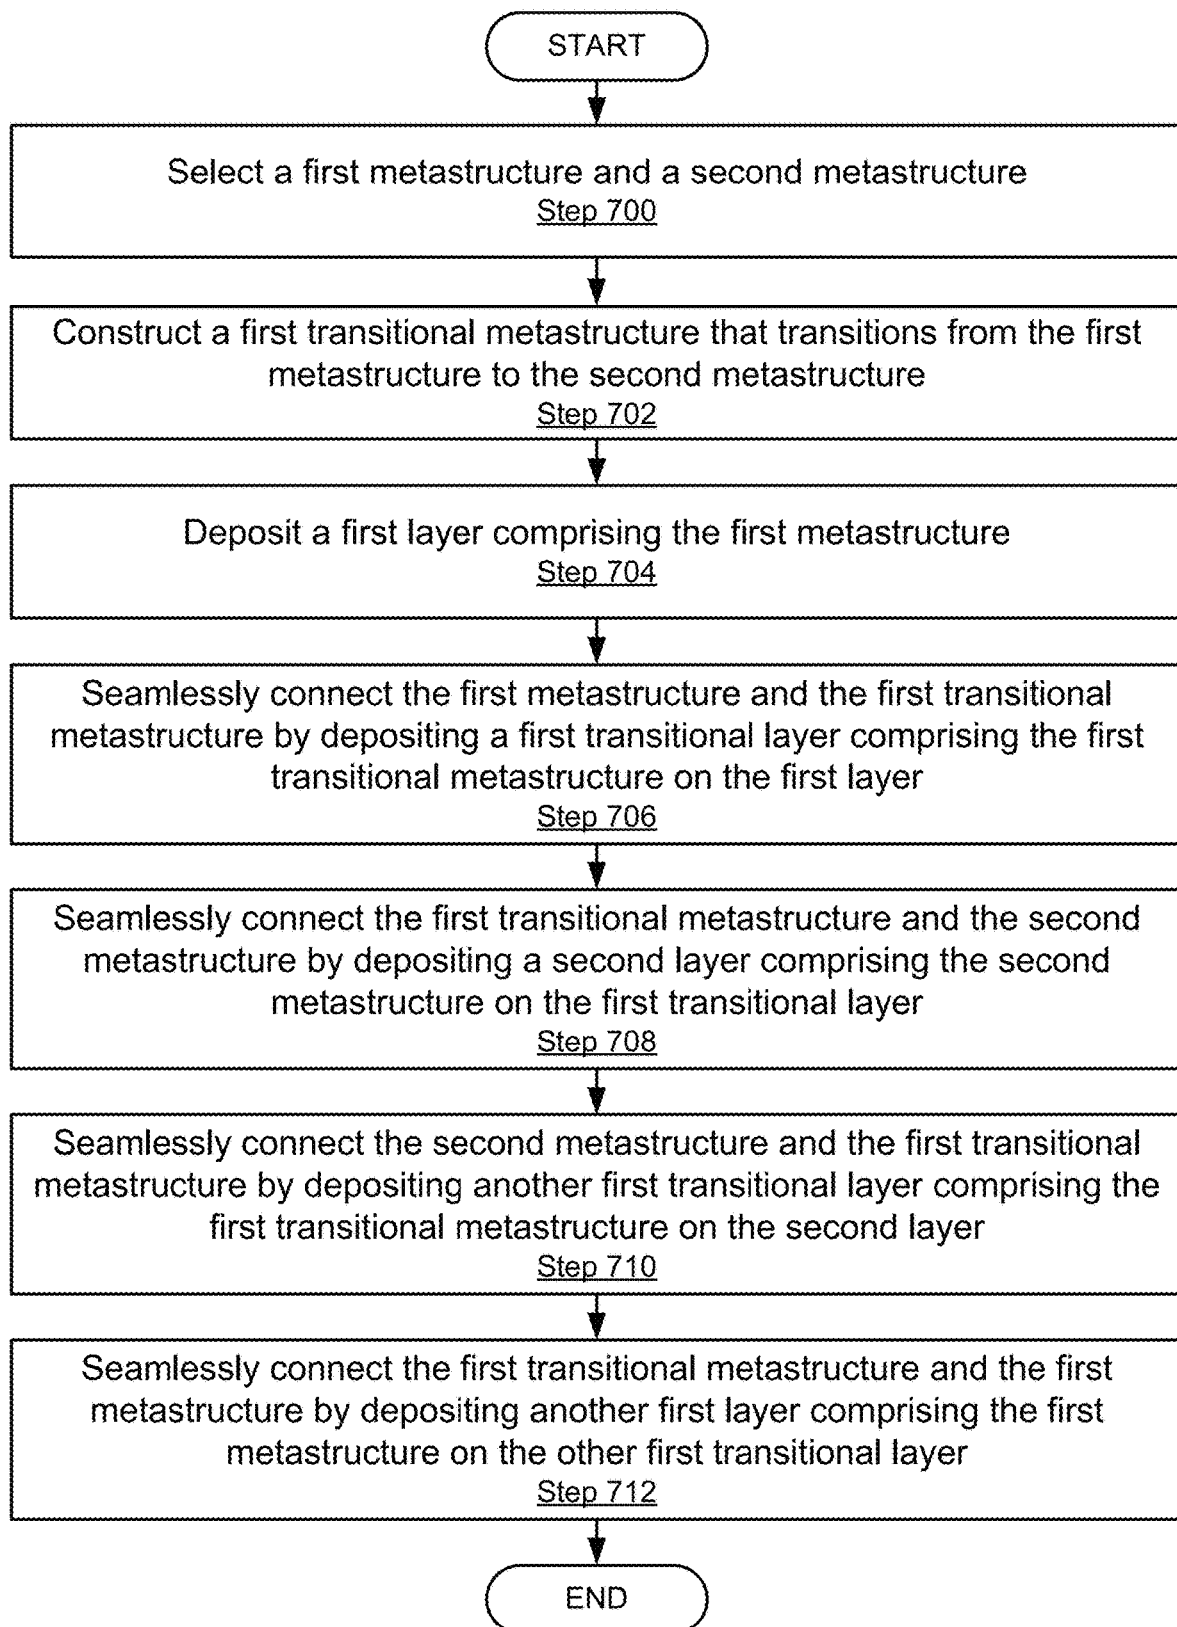 START
Select a first metastructure and a second metastructure
Step 700
Construct a first transitional metastructure that transitions from the first
metastructure to the second metastructure
Step 702
Deposit a first layer comprising the first metastructure
Step 704
Seamlessly connect the first metastructure and the first transitional
metastructure by depositing a first transitional layer comprising the first
transitional metastructure on the first layer
Step 706
Seamlessly connect the first transitional metastructure and the second
metastructure by depositing a second layer comprising the second
metastructure on the first transitional layer
Step 708
Seamlessly connect the second metastructure and the first transitional
metastructure by depositing another first transitional layer comprising the
first transitional metastructure on the second layer
Step 710
Seamlessly connect the first transitional metastructure and the first
metastructure by depositing another first layer comprising the first
metastructure on the other first transitional layer
Step 712
END